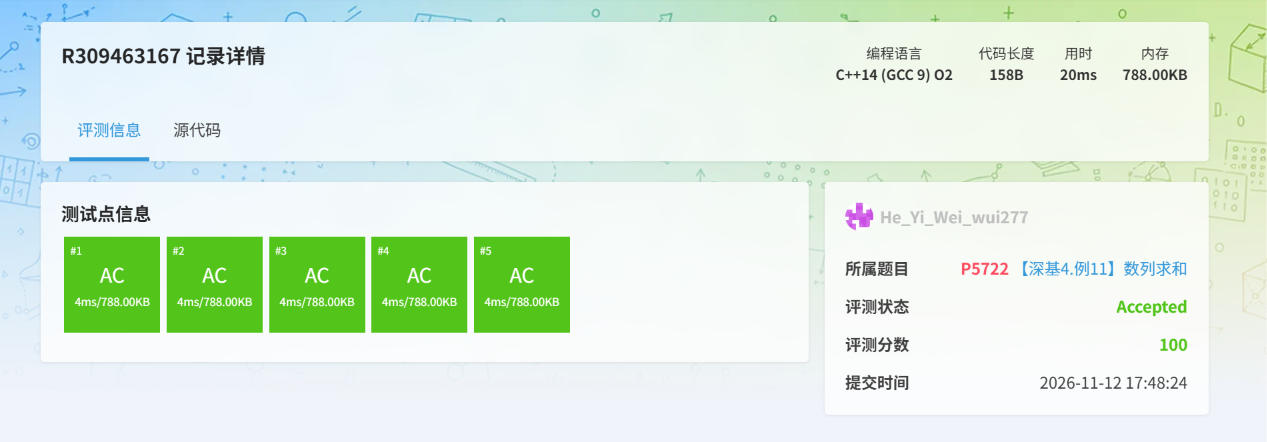 R309463167 记录详情
编程语言 代码长度 用时 内存
C++14 (GCC 9) O2 158B 20ms 788.00KB
评测信息 源代码
测试点信息
#1 #2 #3 #4 #5
AC AC AC AC AC
4ms/788.00KB 4ms/788.00KB 4ms/788.00KB 4ms/788.00KB 4ms/788.00KB
He_Yi_Wei_wui277
所属题目 P5722 【深基4.例11】数列求和
评测状态 Accepted
评测分数 100
提交时间 2026-11-12 17:48:24